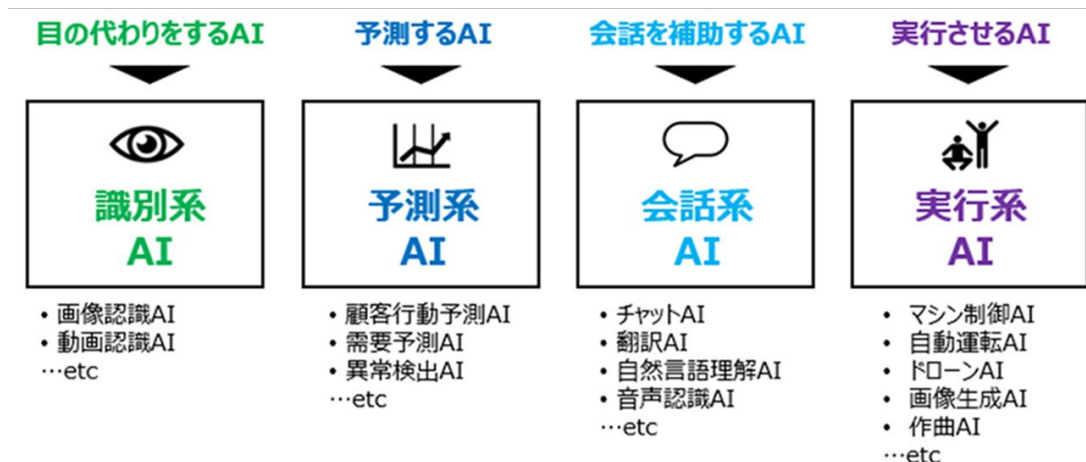 目の代わりをするAI
識別系
AI
• 画像認識AI
• 動画認識AI
…etc
予測するAI
予測系
AI
• 顧客行動予測AI
• 需要予測AI
• 異常検出AI
…etc
会話を補助するAI
会話系
AI
• チャットAI
• 翻訳AI
• 自然言語理解AI
• 音声認識AI
…etc
実行させるAI
実行系
AI
• マシン制御AI
• 自動運転AI
• ドローンAI
• 画像生成AI
• 作曲AI
…etc